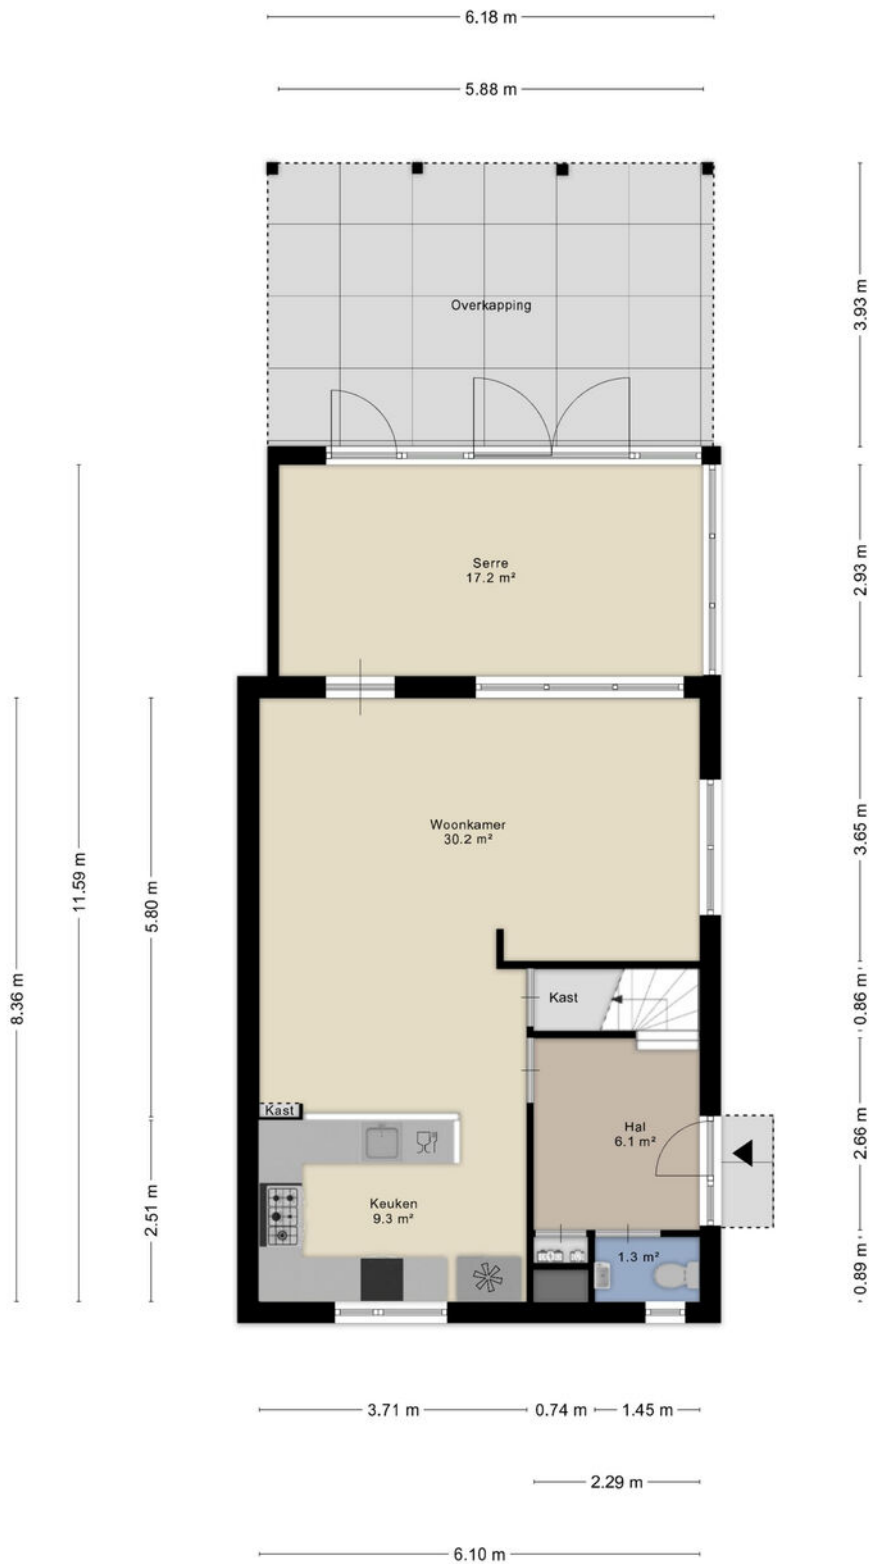 6.18 m
5.88 m
Overkapping
3.93 m
Serre
17.2 m²
2.93 m
Woonkamer
30.2 m²
3.65 m
11.59 m
5.80 m
8.36 m
Kast
0.86 m
Kast
Hal
6.1 m²
2.66 m
Keuken
9.3 m²
2.51 m
1.3 m²
0.89 m
3.71 m
0.74 m
1.45 m
2.29 m
6.10 m